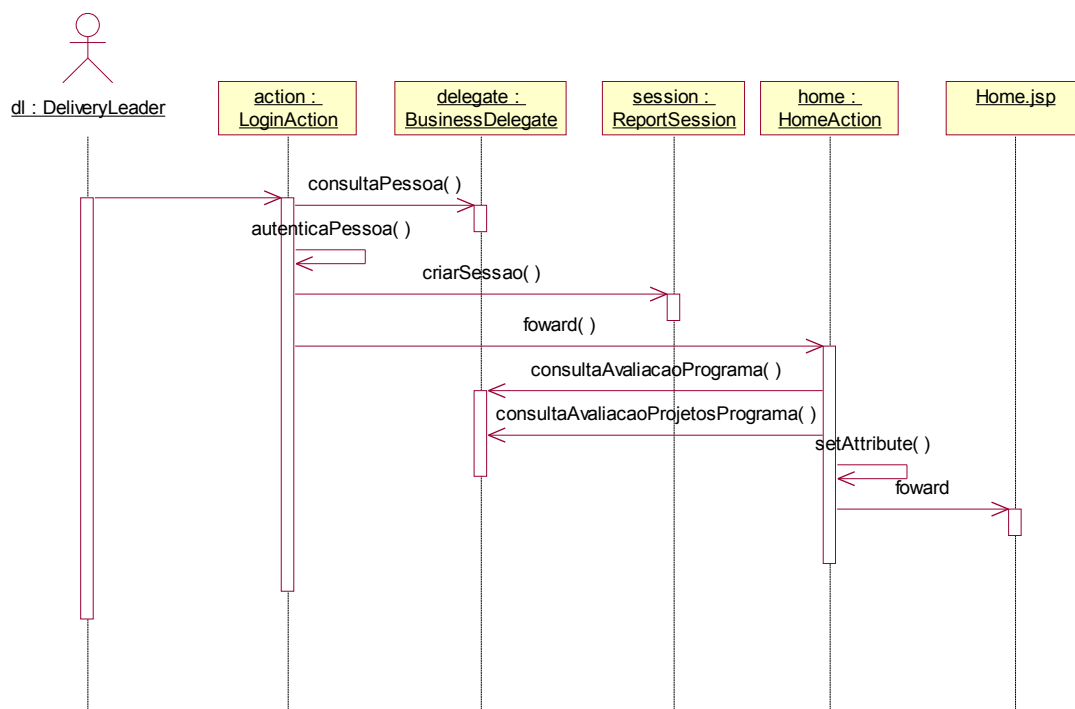 dl : DeliveryLeader
action :
LoginAction
delegate :
BusinessDelegate
session :
ReportSession
home :
HomeAction
Home.jsp
consultaPessoa( )
autenticaPessoa( )
criarSessao( )
foward( )
consultaAvaliacaoPrograma( )
consultaAvaliacaoProjetosPrograma( )
setAttribute( )
foward